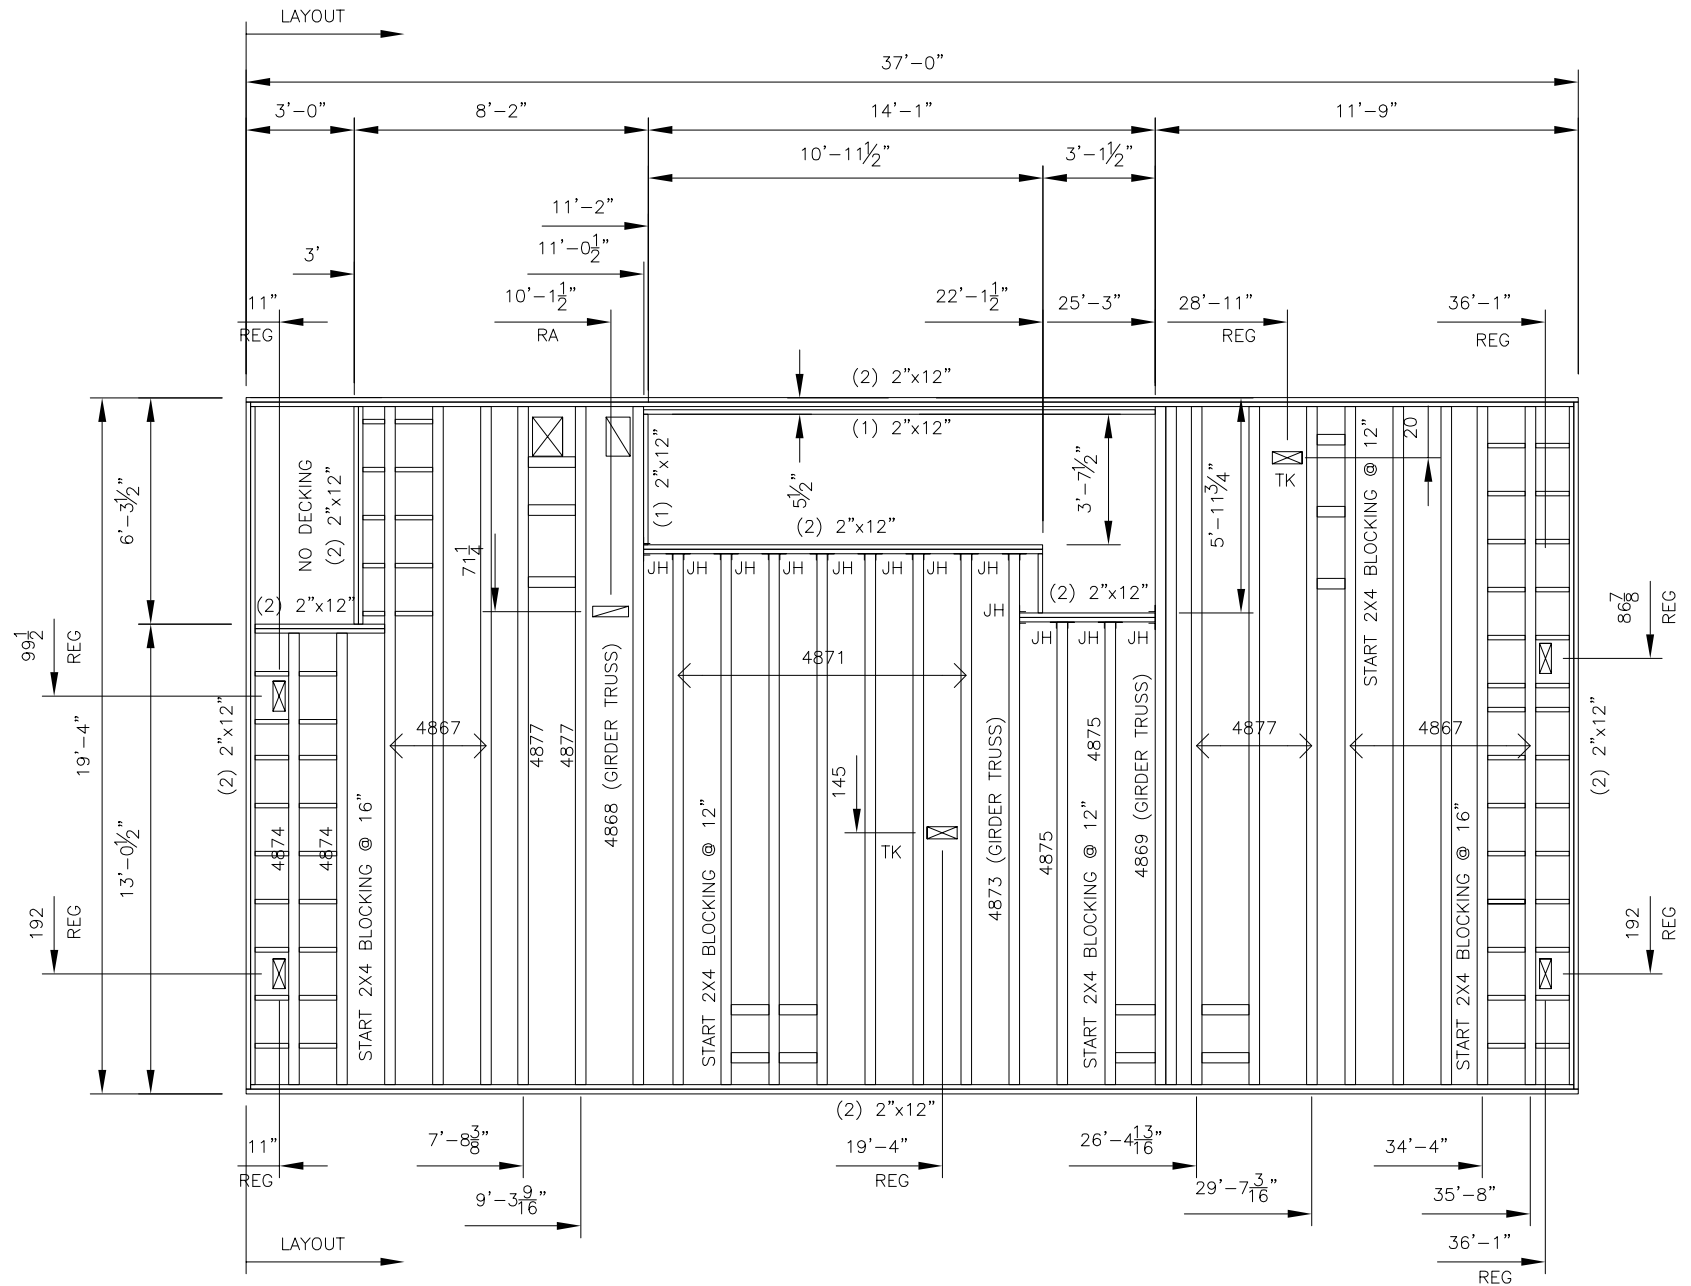 LAYOUT
37'-0"
3'-0"
8'-2"
14'-1"
11'-9"
10'-11½"
3'-1½"
11'-2"
11'-0½"
3'
11"
REG
10'-1½"
RA
22'-1½"
25'-3"
28'-11"
REG
36'-1"
REG
(2) 2"x12"
(1) 2"x12"
(1) 2"x12"
5½"
(2) 2"x12"
3'-7½"
5'-11¾"
TK
20
START 2X4 BLOCKING @ 12"
6'-3½"
NO DECKING
(2) 2"x12"
71¼
(2) 2"x12"
JH
JH
JH
JH
JH
JH
JH
JH
(2) 2"x12"
JH
JH
JH
JH
99½
REG
86⅞
REG
4871
4867
4877
4877
4868 (GIRDER TRUSS)
4869 (GIRDER TRUSS)
4875
4877
4867
(2) 2"x12"
(2) 2"x12"
19'-4"
13'-0½"
145
TK
4874
4874
START 2X4 BLOCKING @ 16"
START 2X4 BLOCKING @ 12"
4873 (GIRDER TRUSS)
4875
START 2X4 BLOCKING @ 12"
START 2X4 BLOCKING @ 16"
192
REG
192
REG
(2) 2"x12"
11"
REG
7'-8⅜"
9'-3 9/16"
19'-4"
REG
26'-4 13/16"
29'-7 3/16"
34'-4"
35'-8"
36'-1"
REG
LAYOUT